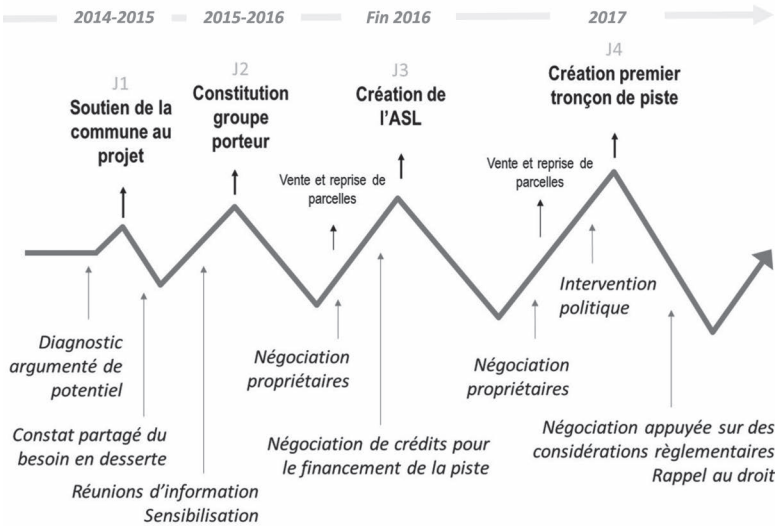 2014-2015
2015-2016
Fin 2016
2017
J1
Soutien de la
commune au
projet
J2
Constitution
groupe
porteur
J3
Création de
l'ASL
J4
Création premier
tronçon de piste
Vente et reprise de
parcelles
Vente et reprise de
parcelles
Diagnostic
argumenté de
potentiel
Constat partagé du
besoin en desserte
Réunions d'information
Sensibilisation
Négociation
propriétaires
Négociation de crédits pour
le financement de la piste
Négociation
propriétaires
Intervention
politique
Négociation appuyée sur des
considérations règlementaires
Rappel au droit